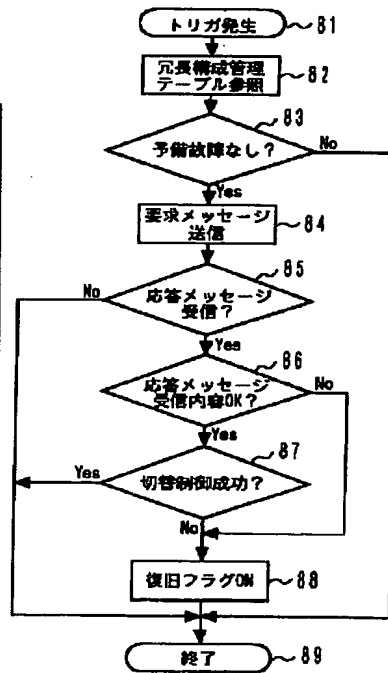 トリガ発生
81
冗長構成管理
テーブル参照
82
83
予備故障なし?
No
Yes
要求メッセージ
送信
84
85
No
応答メッセージ
受信?
Yes
86
応答メッセージ
受信内容OK?
No
Yes
87
Yes
切替制御成功?
No
復旧フラグON
88
終了
89